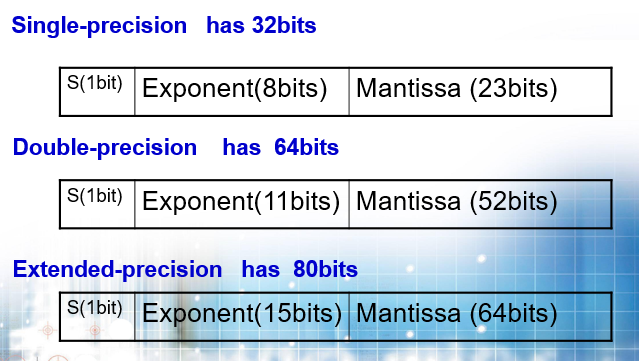 Single-precision has 32bits
S(1bit) Exponent(8bits) Mantissa (23bits)
Double-precision has 64bits
S(1bit) Exponent(11bits) Mantissa (52bits)
Extended-precision has 80bits
S(1bit) Exponent(15bits) Mantissa (64bits)